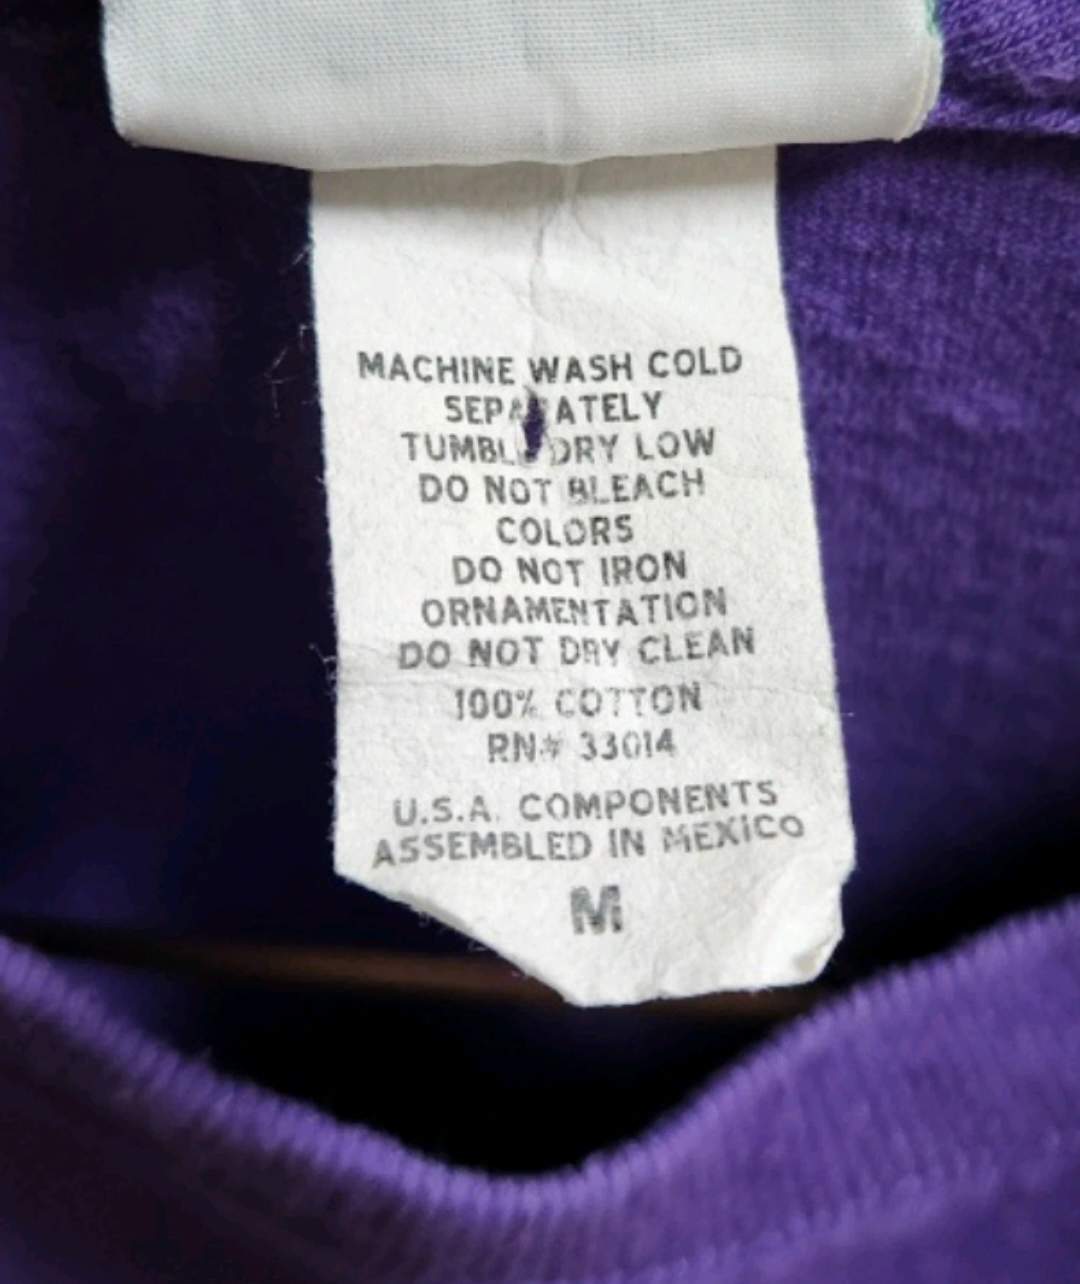 MACHINE WASH COLD
SEPARATELY
TUMBLE DRY LOW
DO NOT BLEACH
COLORS
DO NOT IRON
ORNAMENTATION
DO NOT DRY CLEAN
100% COTTON
RN# 33014
U.S.A. COMPONENTS
ASSEMBLED IN MEXICO
M